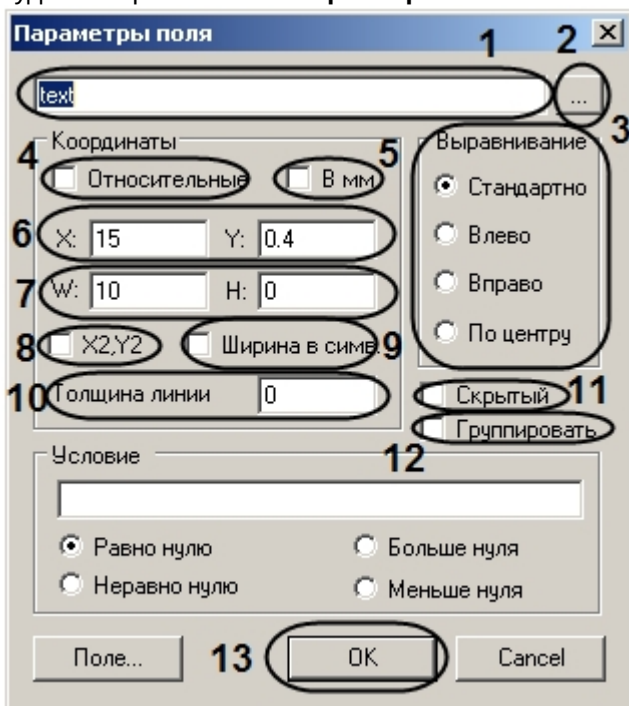 Параметры поля
1 2
text ...
3
Координаты Выравнивание
4 5
Относительные В мм Стандартно
6 X: 15 Y: 0.4 Влево
7 W: 10 H: 0 Вправо
8 X2,Y2 Ширина в симв. 9 По центру
10 Толщина линии 0 Скрытый 11
Группировать
Условие 12
Равно нулю Больше нуля
Неравно нулю Меньше нуля
Поле... 13 OK Cancel